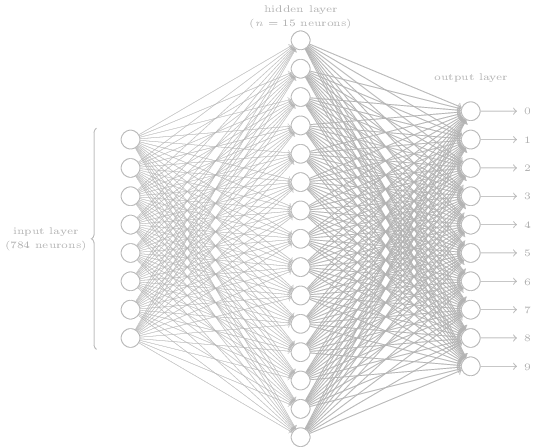 hidden layer
(n = 15 neurons)
output layer
0
1
2
3
4
5
6
7
8
9
input layer
(784 neurons)